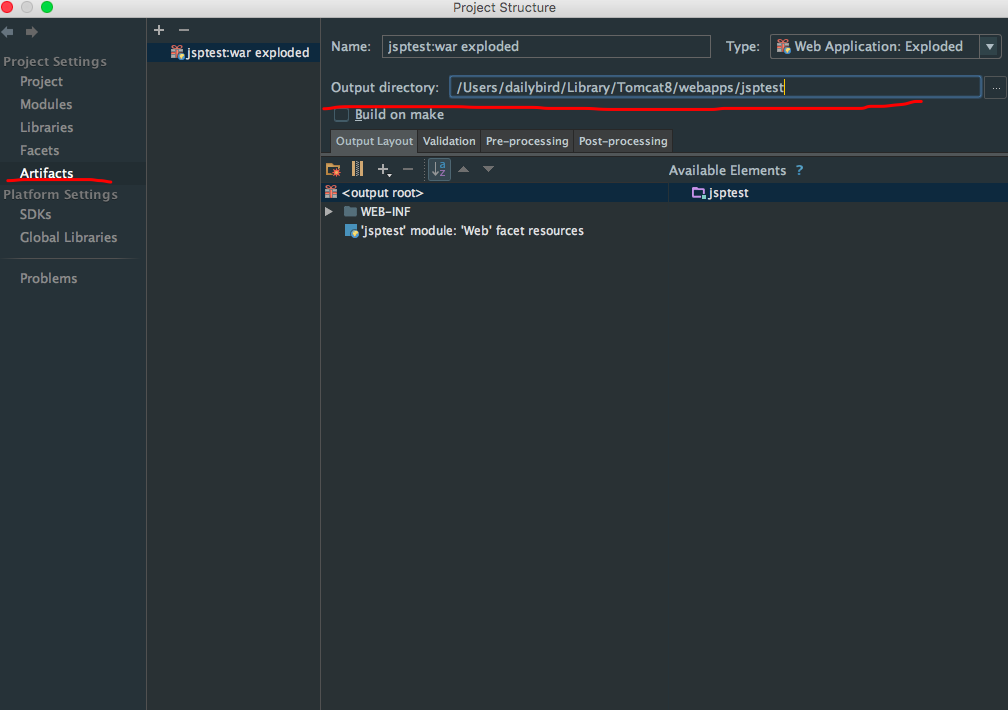 Project Structure
Project Settings
Project
Modules
Libraries
Facets
Artifacts
Platform Settings
SDKs
Global Libraries
Problems
jsptest:war exploded
Name: jsptest:war exploded Type: Web Application: Exploded
Output directory: /Users/dailybird/Library/Tomcat8/webapps/jsptest ...
Build on make
Output Layout Validation Pre-processing Post-processing
a z Available Elements ?
<output root> jsptest
WEB-INF
'jsptest' module: 'Web' facet resources